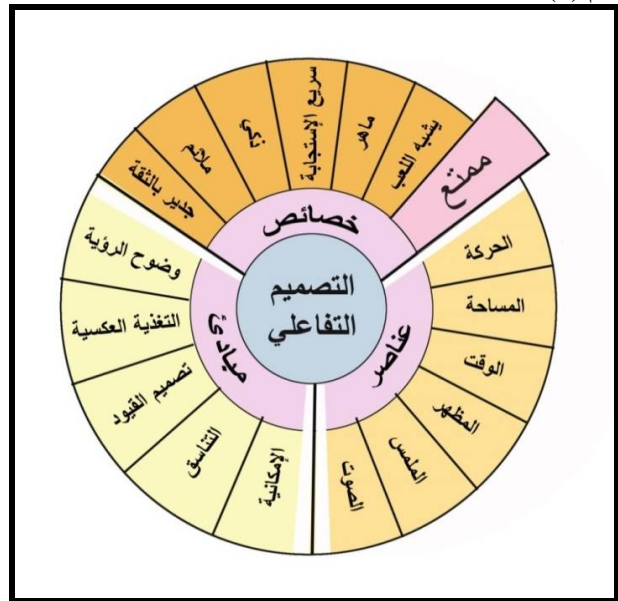 التصميم
التفاعلي
خصائص
جدير بالثقة
ملائم
ذكي
سريع الإستجابة
ماهر
يشبه اللعب
ممتع
عناصر
الحركة
المساحة
الوقت
المظهر
الملمس
الصوت
مبادئ
وضوح الرؤية
التغذية العكسية
تصميم القيود
التناسق
الإمكانية